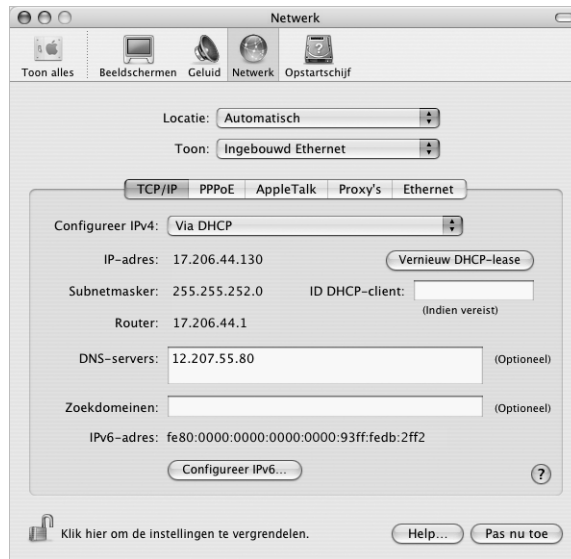 Netwerk
Toon alles Beeldschermen Geluid Netwerk Opstartschijf
Locatie: Automatisch
Toon: Ingebouwd Ethernet
TCP/IP PPPoE AppleTalk Proxy's Ethernet
Configureer IPv4: Via DHCP
IP-adres: 17.206.44.130 Vernieuw DHCP-lease
Subnetmasker: 255.255.252.0 ID DHCP-client:
(Indien vereist)
Router: 17.206.44.1
DNS-servers: 12.207.55.80 (Optioneel)
Zoekdomeinen: (Optioneel)
IPv6-adres: fe80:0000:0000:0000:0000:93ff:fedb:2ff2
Configureer IPv6... ?
Klik hier om de instellingen te vergrendelen. Help... Pas nu toe